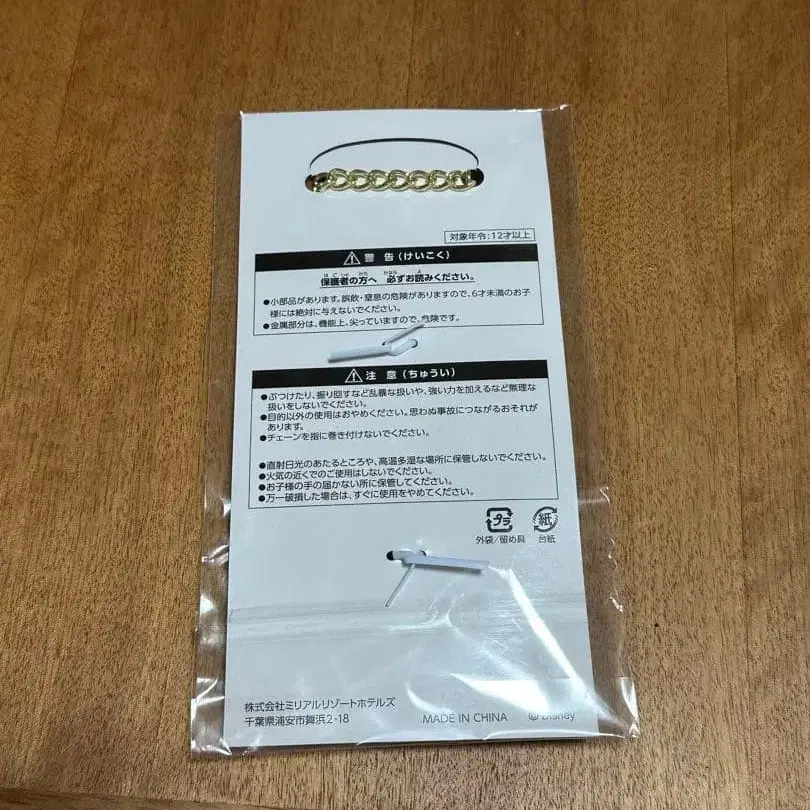 対象年令:12才以上
警告(けいこく)
保護者の方へ 必ずお読みください。
●小部品があります。誤飲・窒息の危険がありますので、6才未満のお子
様には絶対に与えないでください。
●金属部分は、機能上、尖っていますので、危険です。
注意(ちゅうい)
●ぶつけたり、振り回すなど乱暴な扱いや、強い力を加えるなど無理な
扱いをしないでください。
●目的以外の使用はおやめください。思わぬ事故につながるおそれが
あります。
●チェーンを指に巻き付けないでください。
●直射日光のあたるところや、高温多湿な場所に保管しないでください。
●火気の近くでのご使用はしないでください。
●お子様の手の届かない所に保管してください。
●万一破損した場合は、すぐに使用をやめてください。
プラ 紙
外袋/留め具 台紙
株式会社ミリアルリゾートホテルズ
千葉県浦安市舞浜2-18 MADE IN CHINA ©Disney